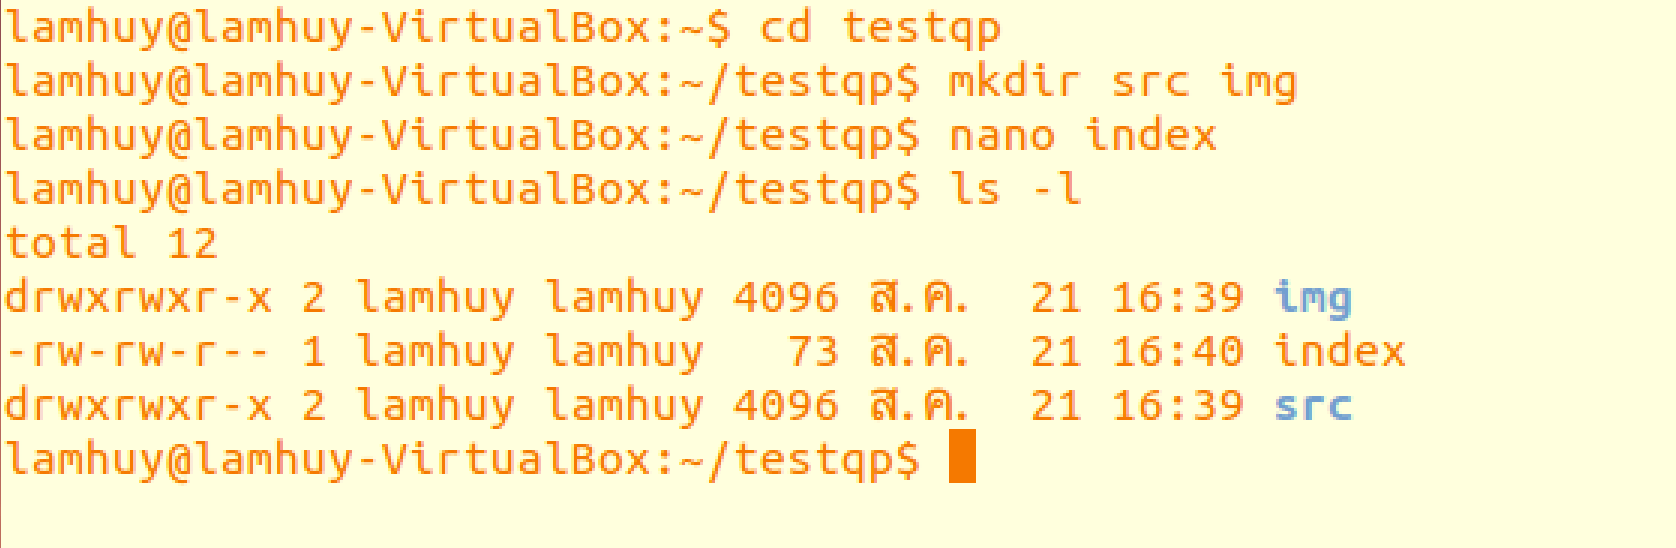 lamhuy@lamhuy-VirtualBox:~$ cd testqp
lamhuy@lamhuy-VirtualBox:~/testqp$ mkdir src img
lamhuy@lamhuy-VirtualBox:~/testqp$ nano index
lamhuy@lamhuy-VirtualBox:~/testqp$ ls -l
total 12
drwxrwxr-x 2 lamhuy lamhuy 4096 ส.ค.  21 16:39 img
-rw-rw-r-- 1 lamhuy lamhuy   73 ส.ค.  21 16:40 index
drwxrwxr-x 2 lamhuy lamhuy 4096 ส.ค.  21 16:39 src
lamhuy@lamhuy-VirtualBox:~/testqp$